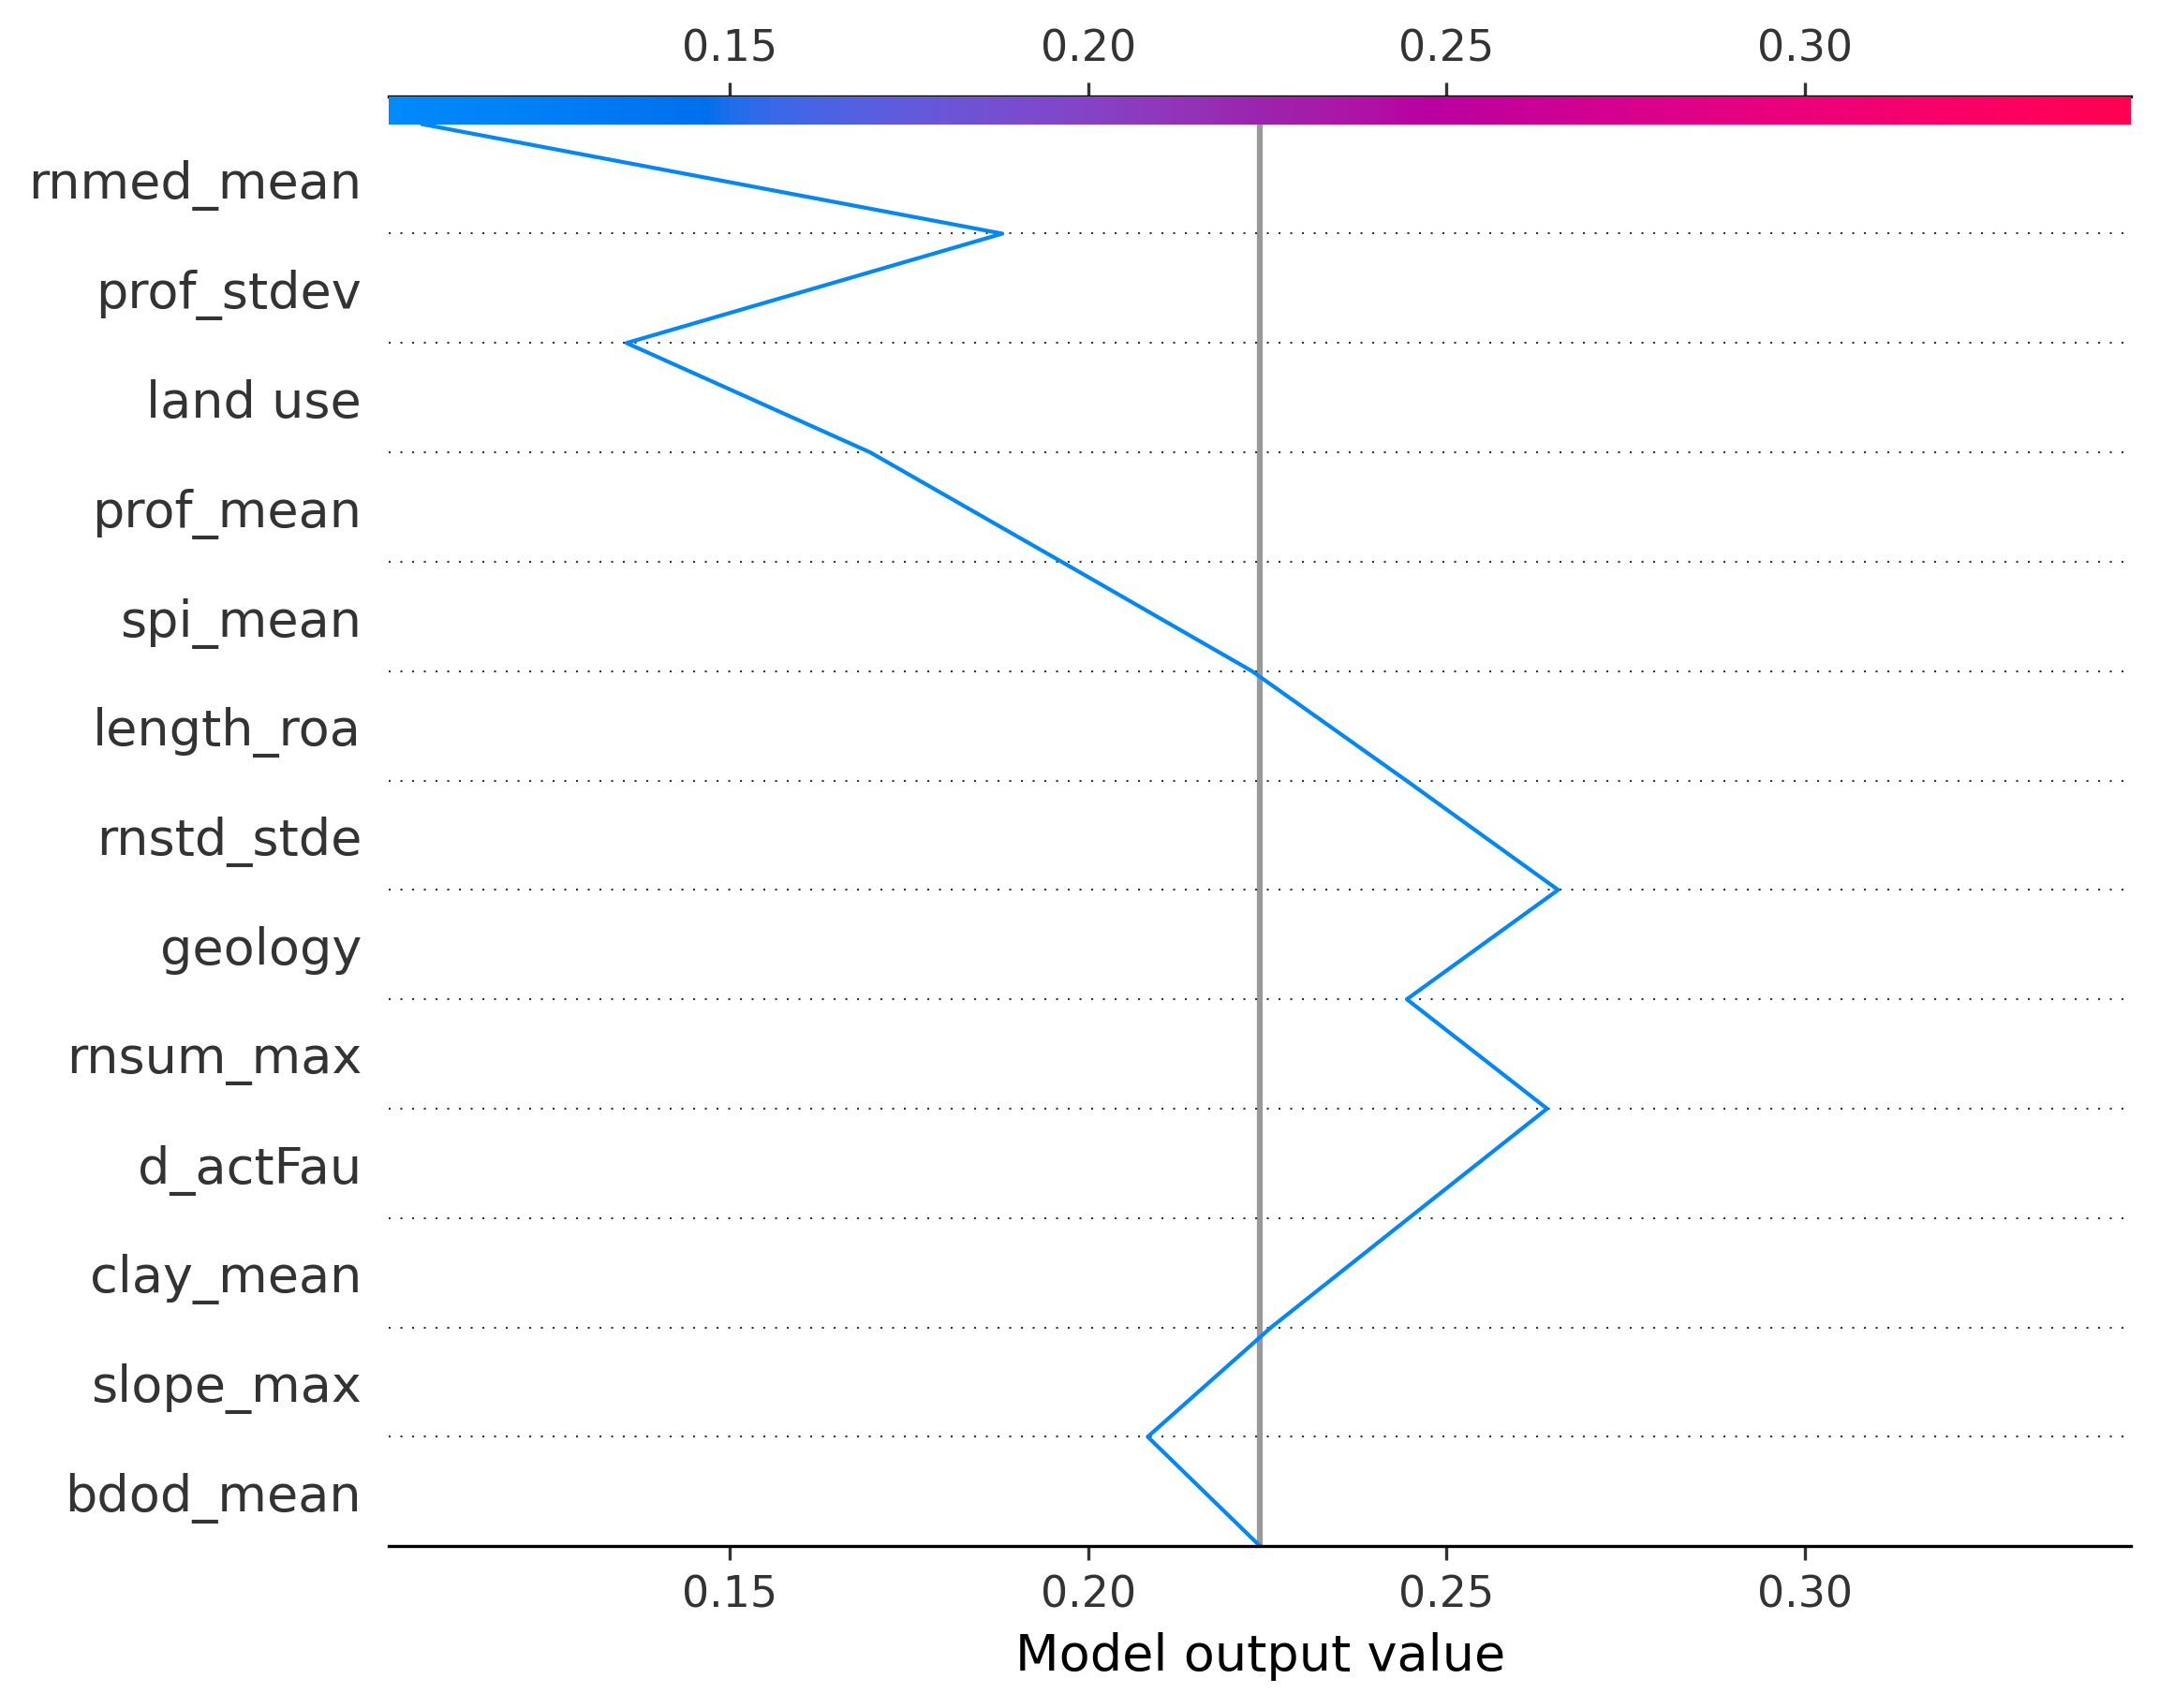 0.15 0.20 0.25 0.30
rnmed_mean
prof_stdev
land use
prof_mean
spi_mean
length_roa
rnstd_stde
geology
rnsum_max
d_actFau
clay_mean
slope_max
bdod_mean
0.15 0.20 0.25 0.30
Model output value